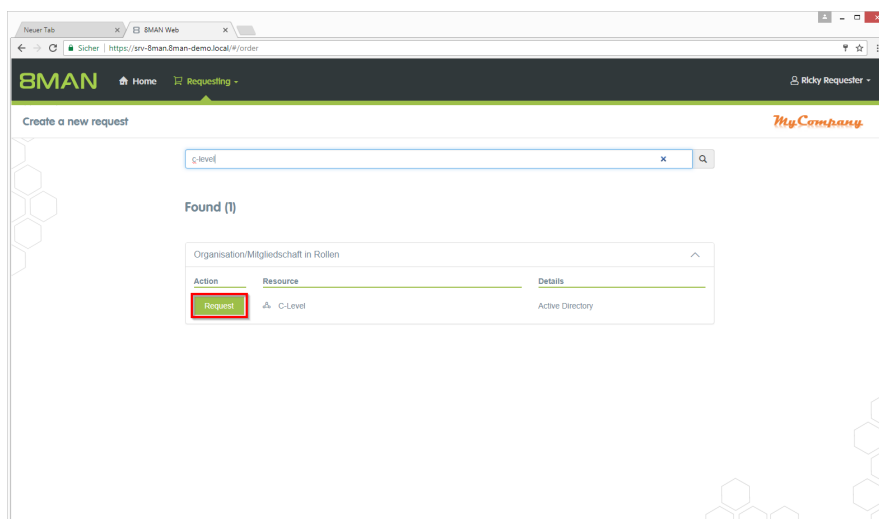 Neuer Tab 8MAN Web
Sicher https://srv-8man.8man-demo.local/#/order
8MAN Home Requesting Ricky Requester
Create a new request MyCompany
c-level
Found (1)
Organisation/Mitgliedschaft in Rollen
Action Resource Details
Request C-Level Active Directory